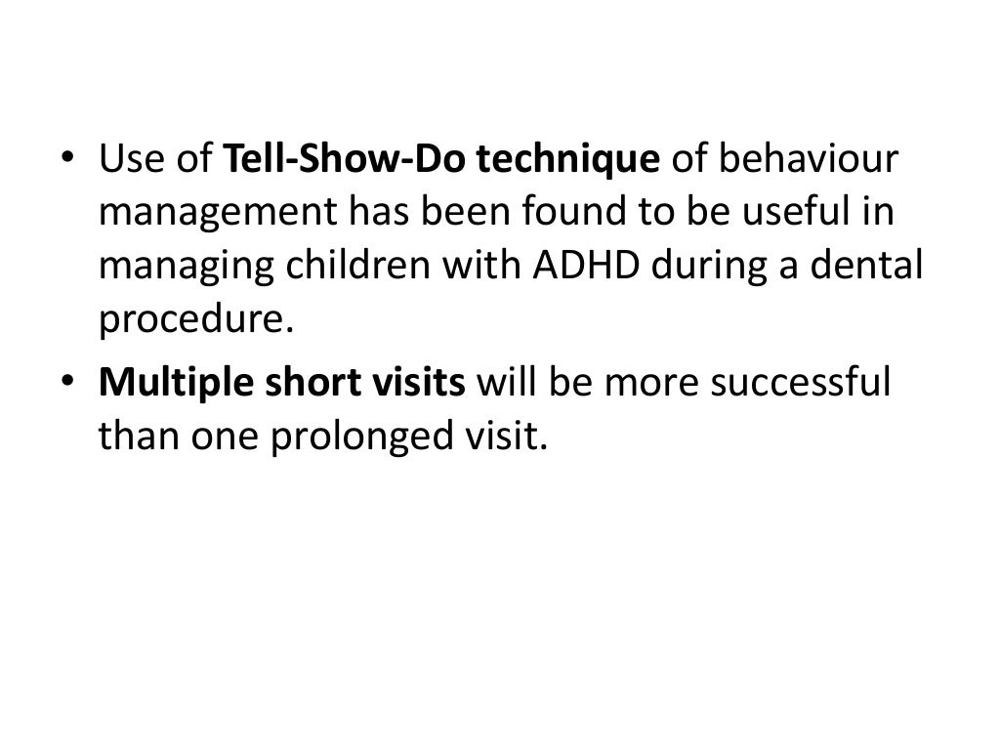 • Use of Tell-Show-Do technique of behaviour
management has been found to be useful in
managing children with ADHD during a dental
procedure.
• Multiple short visits will be more successful
than one prolonged visit.